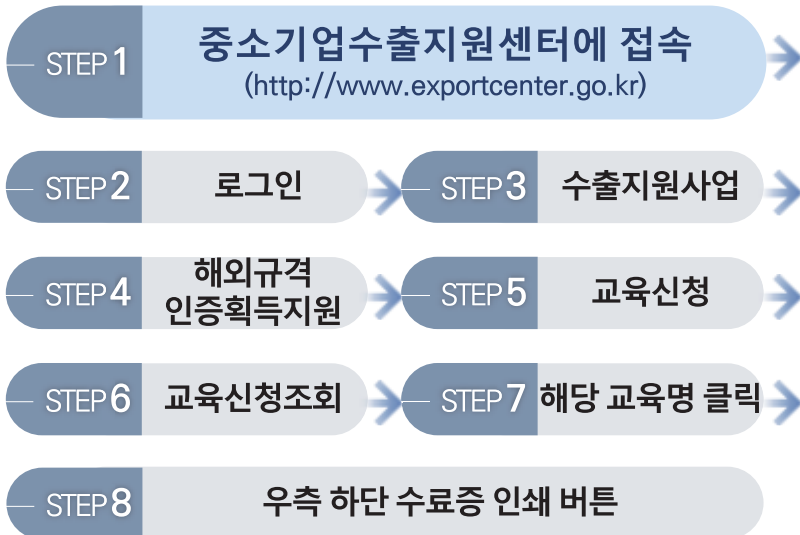 STEP 1
중소기업수출지원센터에 접속
(http://www.exportcenter.go.kr)
STEP 2
로그인
STEP 3
수출지원사업
STEP 4
해외규격
인증획득지원
STEP 5
교육신청
STEP 6
교육신청조회
STEP 7
해당 교육명 클릭
STEP 8
우측 하단 수료증 인쇄 버튼